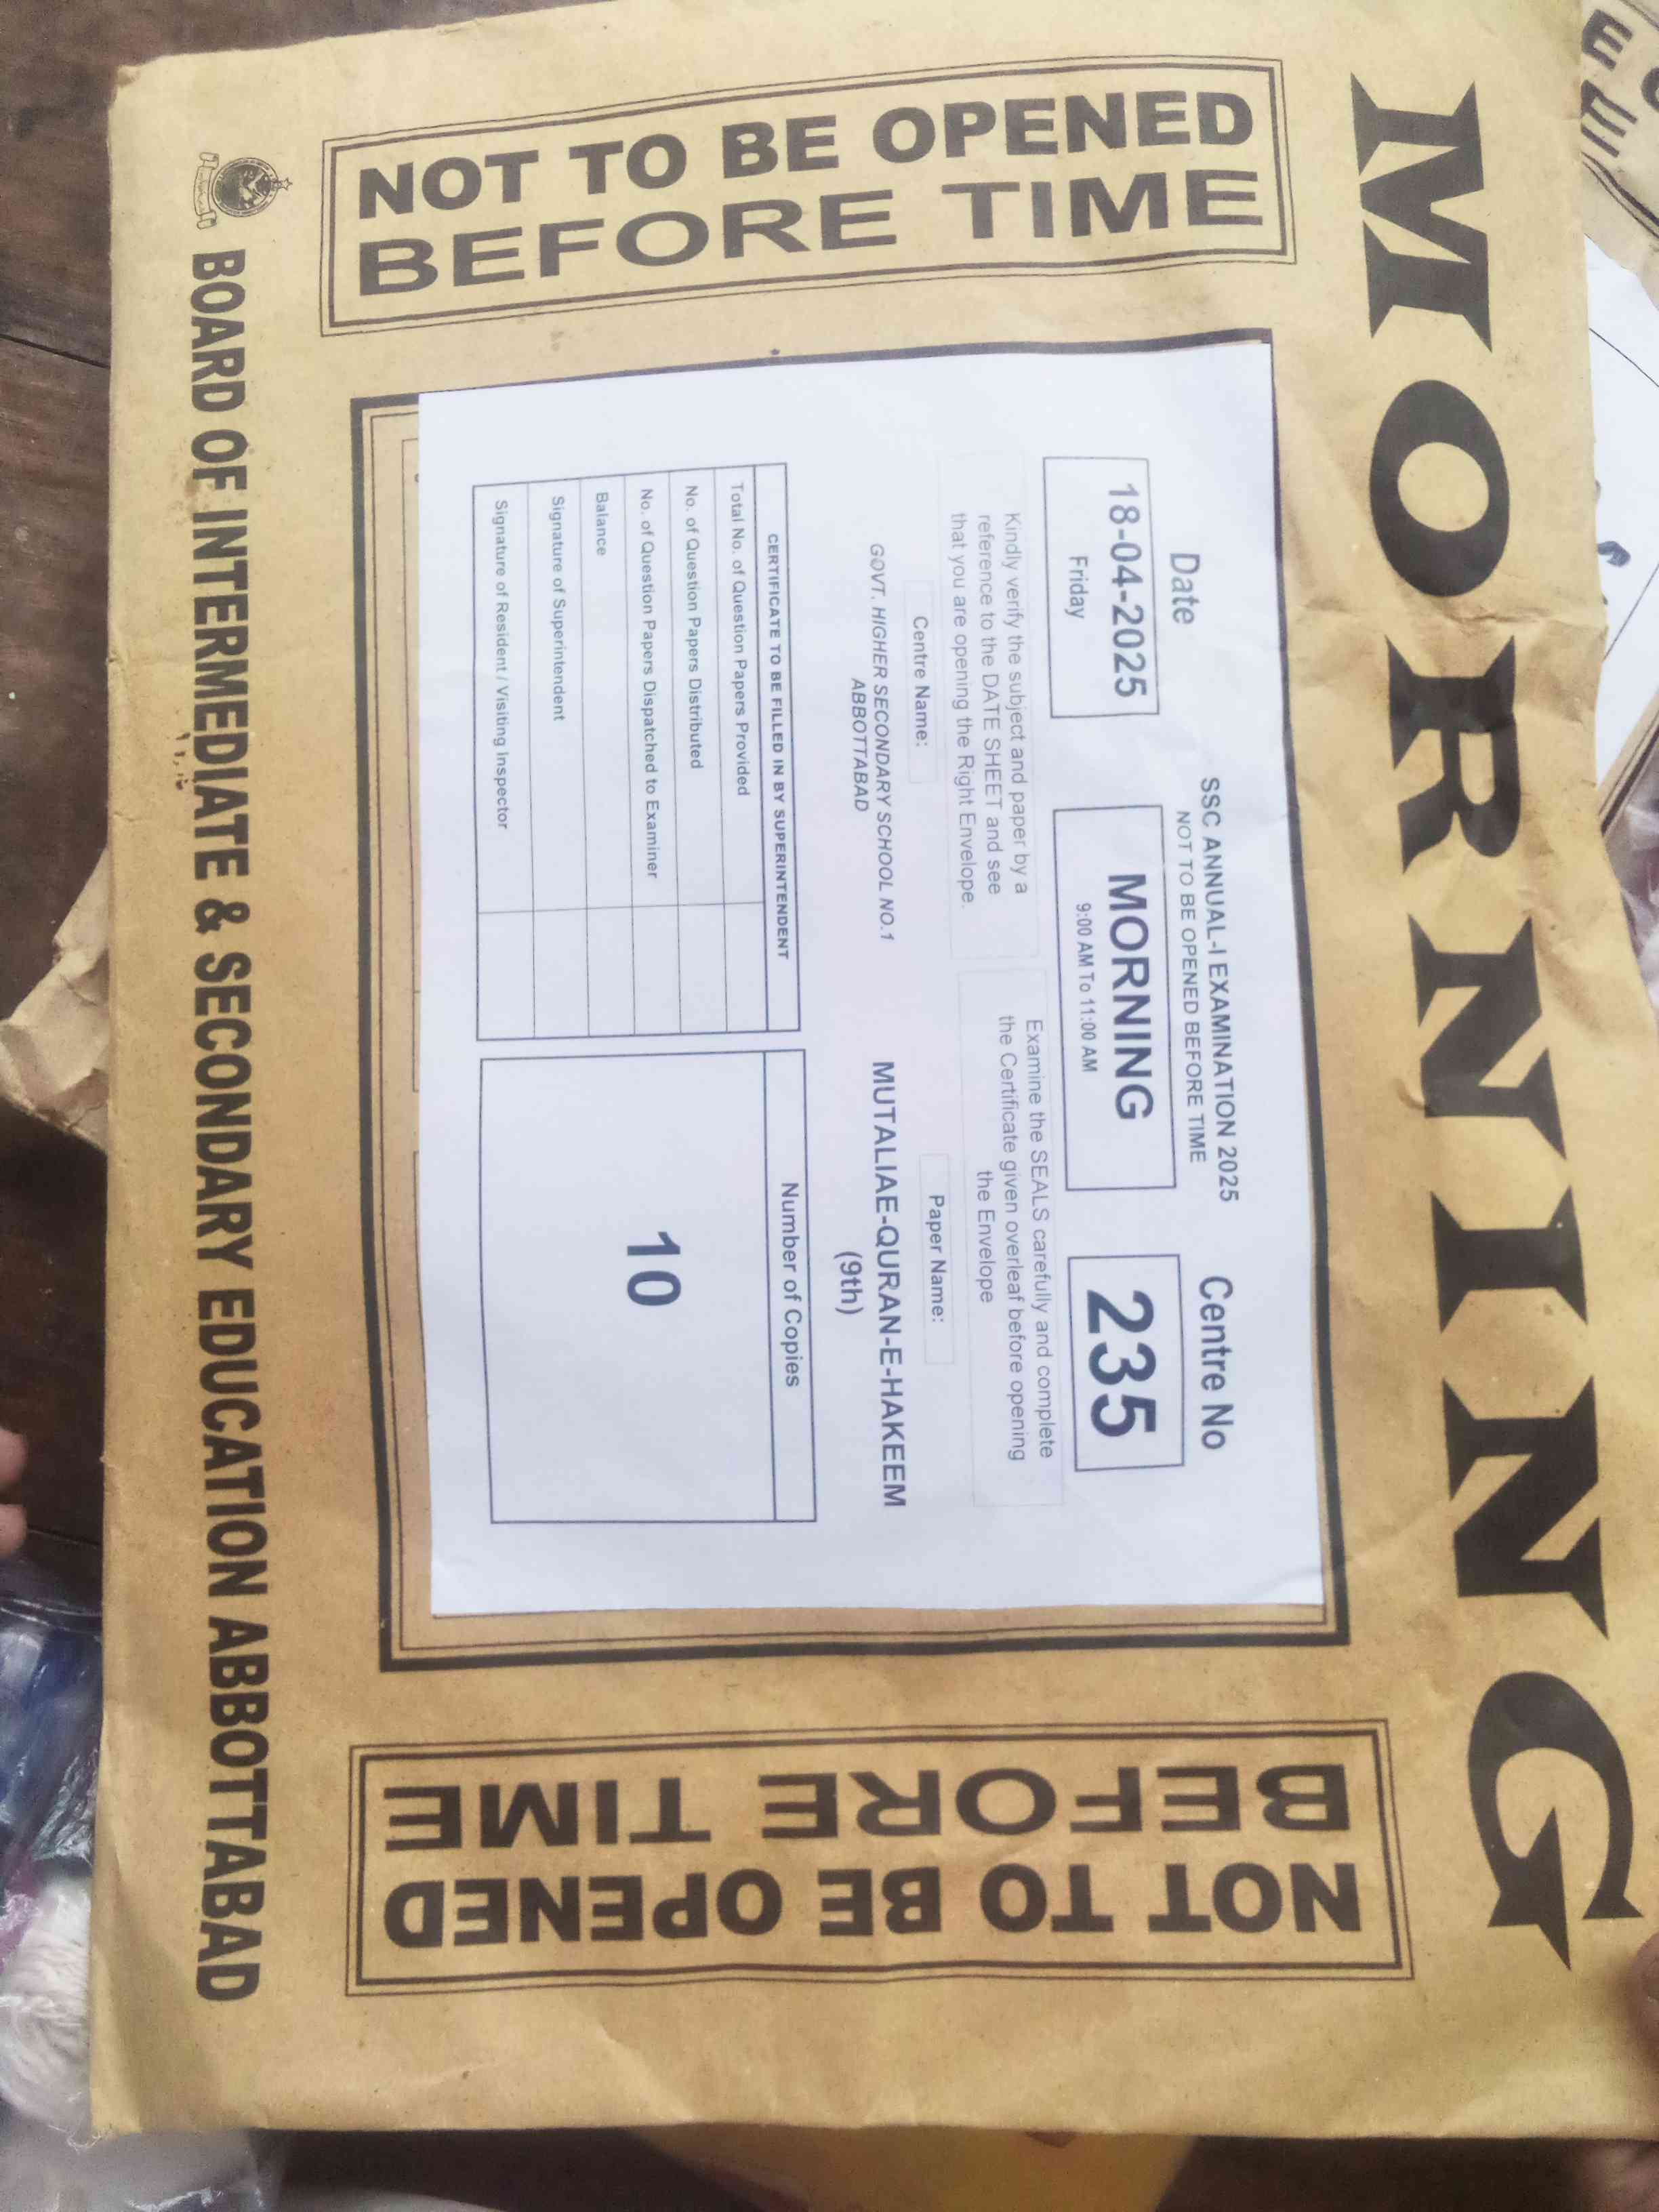 MORNING
NOT TO BE OPENED
BEFORE TIME
SSC ANNUAL-I EXAMINATION 2025
NOT TO BE OPENED BEFORE TIME
Date
Centre No
18-04-2025
Friday
MORNING
9:00 AM To 11:00 AM
235
Kindly verify the subject and paper by a
reference to the DATE SHEET and see
that you are opening the Right Envelope.
Examine the SEALS carefully and complete
the Certificate given overleaf before opening
the Envelope
Centre Name:
GOVT. HIGHER SECONDARY SCHOOL NO.1
ABBOTTABAD
Paper Name:
MUTALIAE-QURAN-E-HAKEEM
(9th)
CERTIFICATE TO BE FILLED IN BY SUPERINTENDENT
Total No. of Question Papers Provided
No. of Question Papers Distributed
No. of Question Papers Dispatched to Examiner
Balance
Signature of Superintendent
Signature of Resident / Visiting Inspector
Number of Copies
10
NOT TO BE OPENED
BEFORE TIME
BOARD OF INTERMEDIATE & SECONDARY EDUCATION ABBOTTABAD